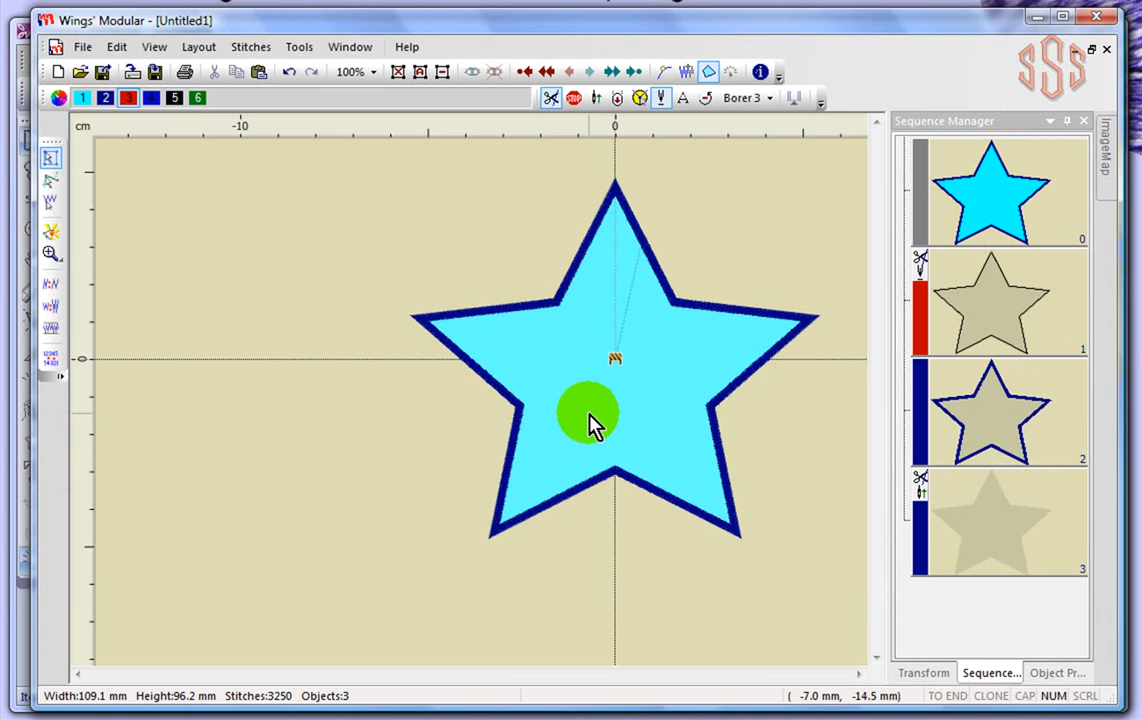 Wings' Modular - [Untitled1]
File Edit View Layout Stitches Tools Window Help
SSS
100%
1 2 3 4 5 6
STOP A Borer 3
cm -10 0
0
Sequence Manager
ImageMap
0
1
2
3
Transform Sequence... Object Pr...
Width:109.1 mm Height:96.2 mm Stitches:3250 Objects:3 ( -7.0 mm, -14.5 mm) TO END CLONE CAP NUM SCRL